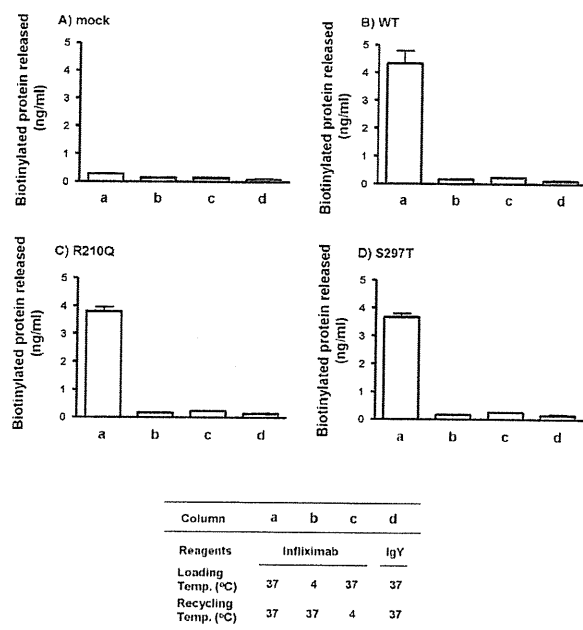 A) mock
Biotinylated protein released
(ng/ml)
5
4
3
2
1
0
a b c d
B) WT
Biotinylated protein released
(ng/ml)
5
4
3
2
1
0
a b c d
C) R210Q
Biotinylated protein released
(ng/ml)
5
4
3
2
1
0
a b c d
D) S297T
Biotinylated protein released
(ng/ml)
5
4
3
2
1
0
a b c d
Column a b c d
Reagents Infliximab IgY
Loading
Temp. (°C) 37 4 37 37
Recycling
Temp. (°C) 37 37 4 37